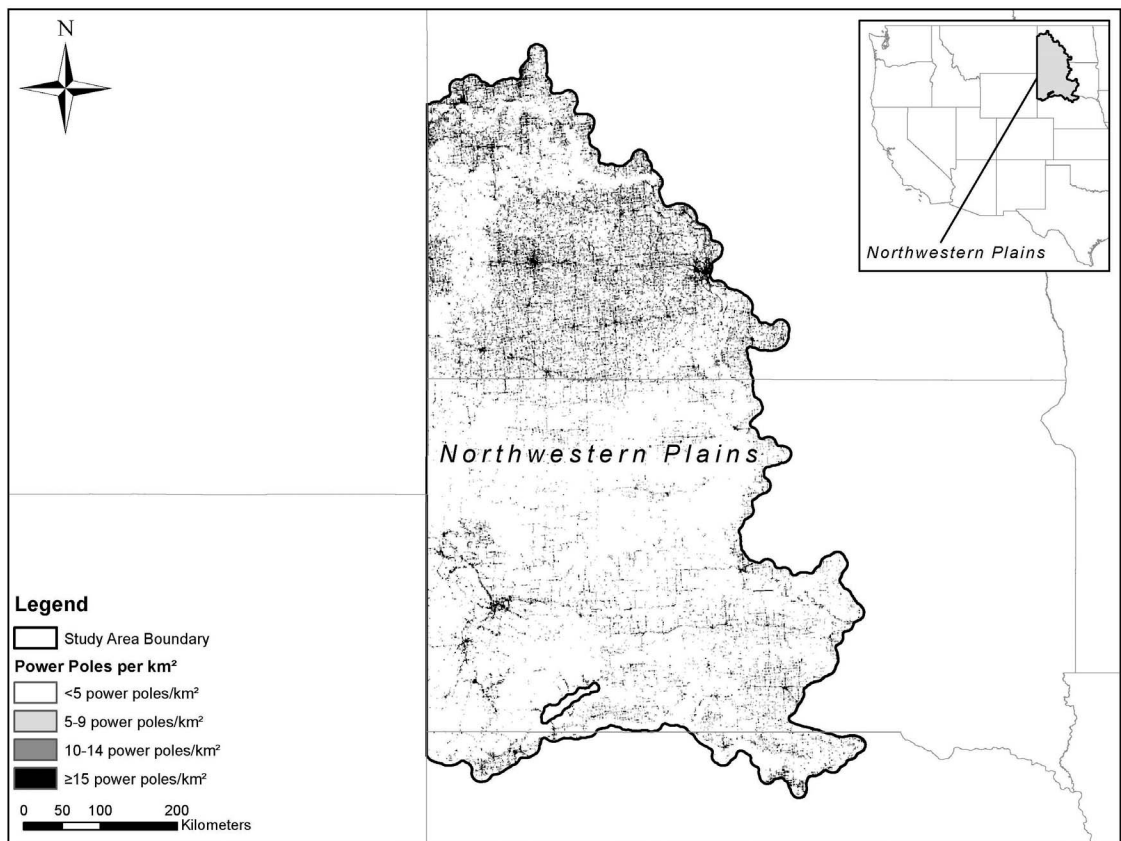 N
Northwestern Plains
Northwestern Plains
Legend
Study Area Boundary
Power Poles per km²
<5 power poles/km²
5-9 power poles/km²
10-14 power poles/km²
≥15 power poles/km²
0 50 100 200
Kilometers